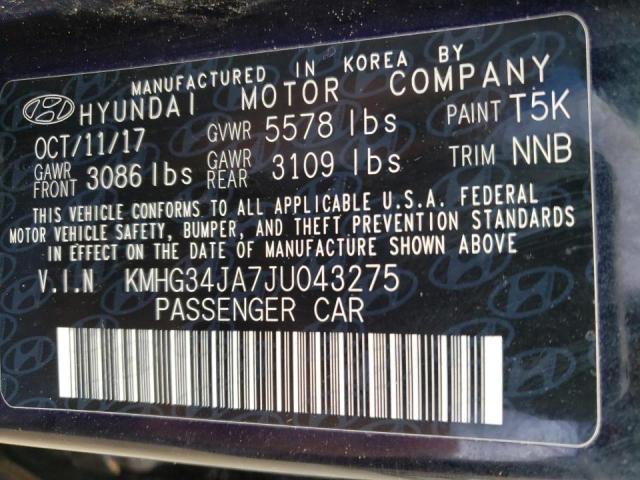 MANUFACTURED IN KOREA BY
HYUNDAI MOTOR COMPANY
OCT/11/17 GVWR 5578 lbs PAINT T5K
GAWR FRONT 3086 lbs GAWR REAR 3109 lbs TRIM NNB
THIS VEHICLE CONFORMS TO ALL APPLICABLE U.S.A. FEDERAL
MOTOR VEHICLE SAFETY, BUMPER, AND THEFT PREVENTION STANDARDS
IN EFFECT ON THE DATE OF MANUFACTURE SHOWN ABOVE.
V.I.N KMHG34JA7JU043275
PASSENGER CAR